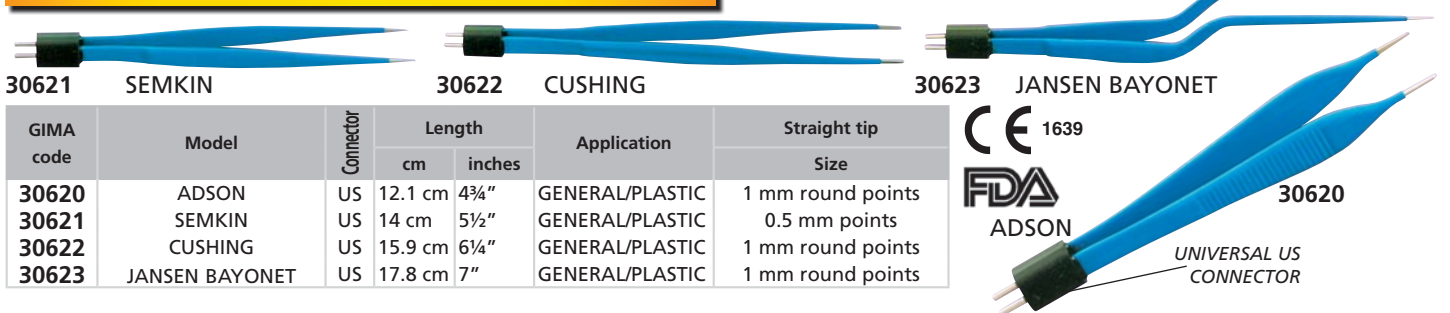 30621 SEMKIN
30622 CUSHING
30623 JANSEN BAYONET
GIMA code Model Connector Length Application Straight tip
cm inches Size
30620 ADSON US 12.1 cm 4¾” GENERAL/PLASTIC 1 mm round points
30621 SEMKIN US 14 cm 5½” GENERAL/PLASTIC 0.5 mm points
30622 CUSHING US 15.9 cm 6¼” GENERAL/PLASTIC 1 mm round points
30623 JANSEN BAYONET US 17.8 cm 7” GENERAL/PLASTIC 1 mm round points
CE 1639
FDA
30620
ADSON
UNIVERSAL US
CONNECTOR